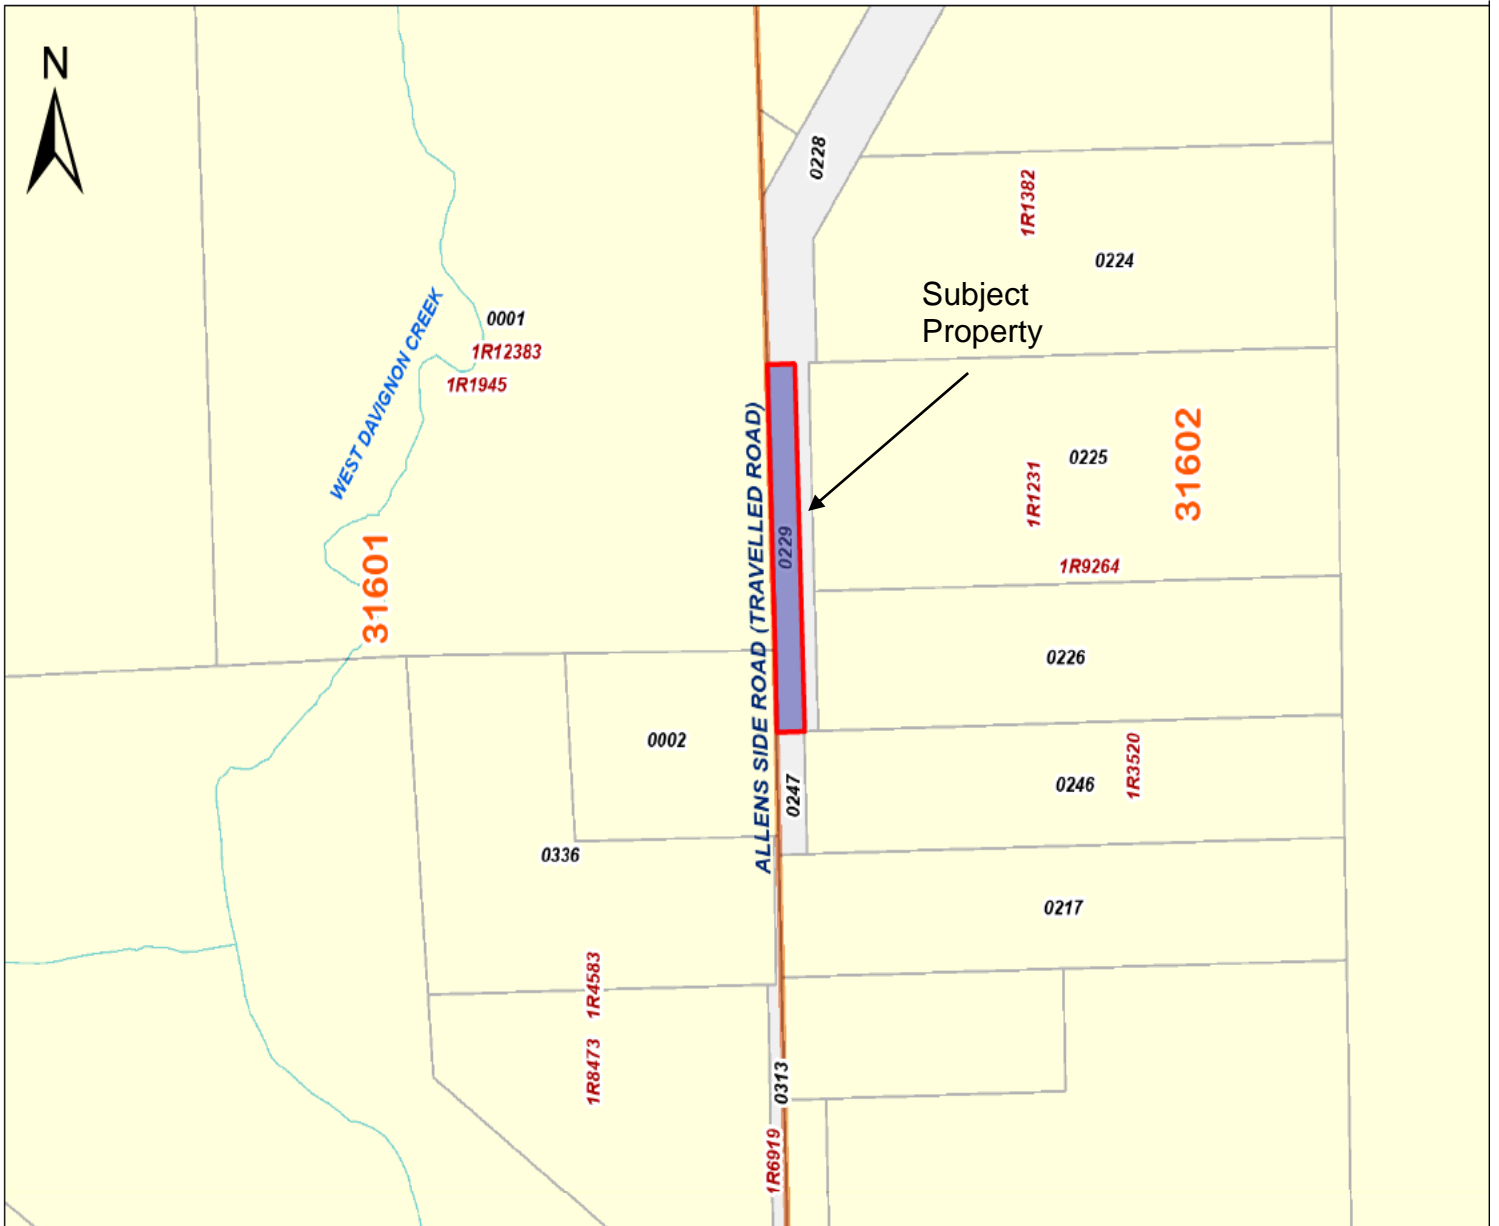 N
0228
1R1382
0224
Subject
Property
0001
1R12383
1R1945
WEST DAVIGNON CREEK
ALLENS SIDE ROAD (TRAVELLED ROAD)
0229
0225
31602
1R1231
1R9264
31601
0226
0002
0247
0246
1R3520
0336
0217
1R4583
1R8473
0313
1R6919